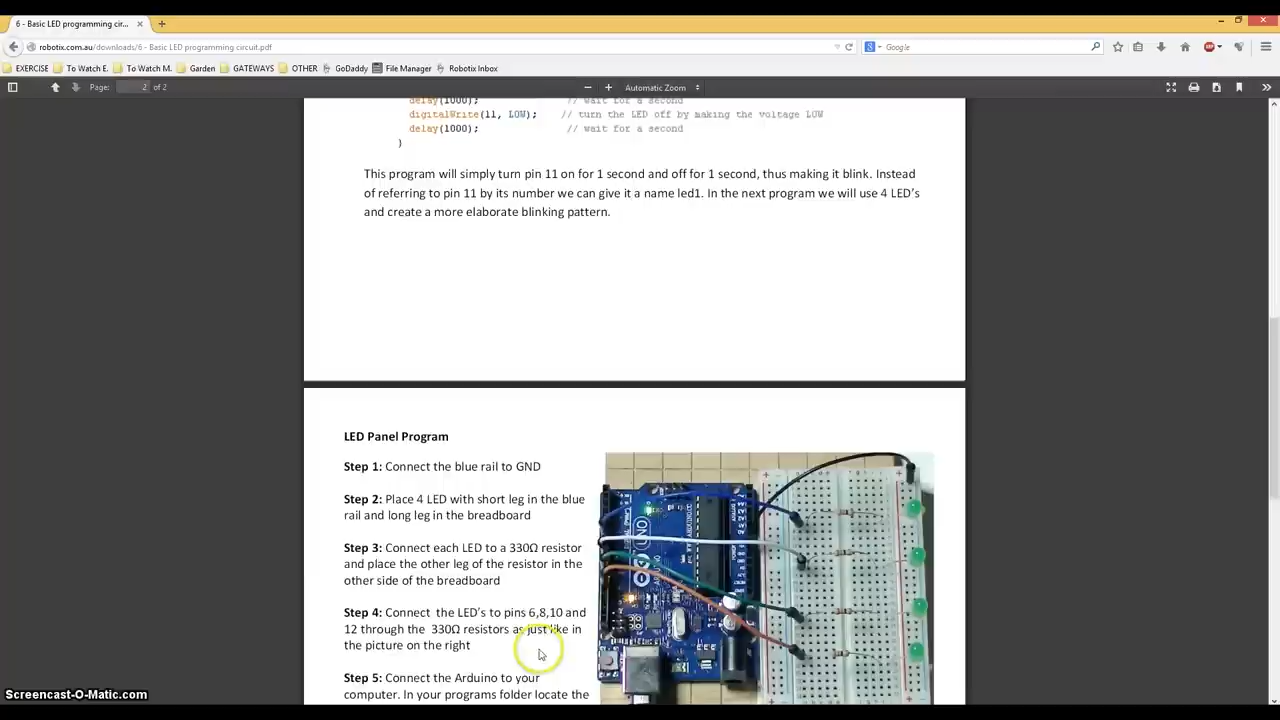 6 - Basic LED programming cir...
robotix.com.au/downloads/6 - Basic LED programming circuit.pdf
Google
EXERCISE To Watch E. To Watch M. Garden GATEWAYS OTHER GoDaddy File Manager Robotix Inbox
Page: 2 of 2
Automatic Zoom
delay(1000); // wait for a second
digitalWrite(11, LOW); // turn the LED off by making the voltage LOW
delay(1000); // wait for a second
}
This program will simply turn pin 11 on for 1 second and off for 1 second, thus making it blink. Instead
of referring to pin 11 by its number we can give it a name led1. In the next program we will use 4 LED's
and create a more elaborate blinking pattern.
LED Panel Program
Step 1: Connect the blue rail to GND
Step 2: Place 4 LED with short leg in the blue
rail and long leg in the breadboard
Step 3: Connect each LED to a 330Ω resistor
and place the other leg of the resistor in the
other side of the breadboard
Step 4: Connect the LED's to pins 6,8,10 and
12 through the 330Ω resistors as just like in
the picture on the right
Step 5: Connect the Arduino to your
computer. In your programs folder locate the
UNO
Screencast-O-Matic.com